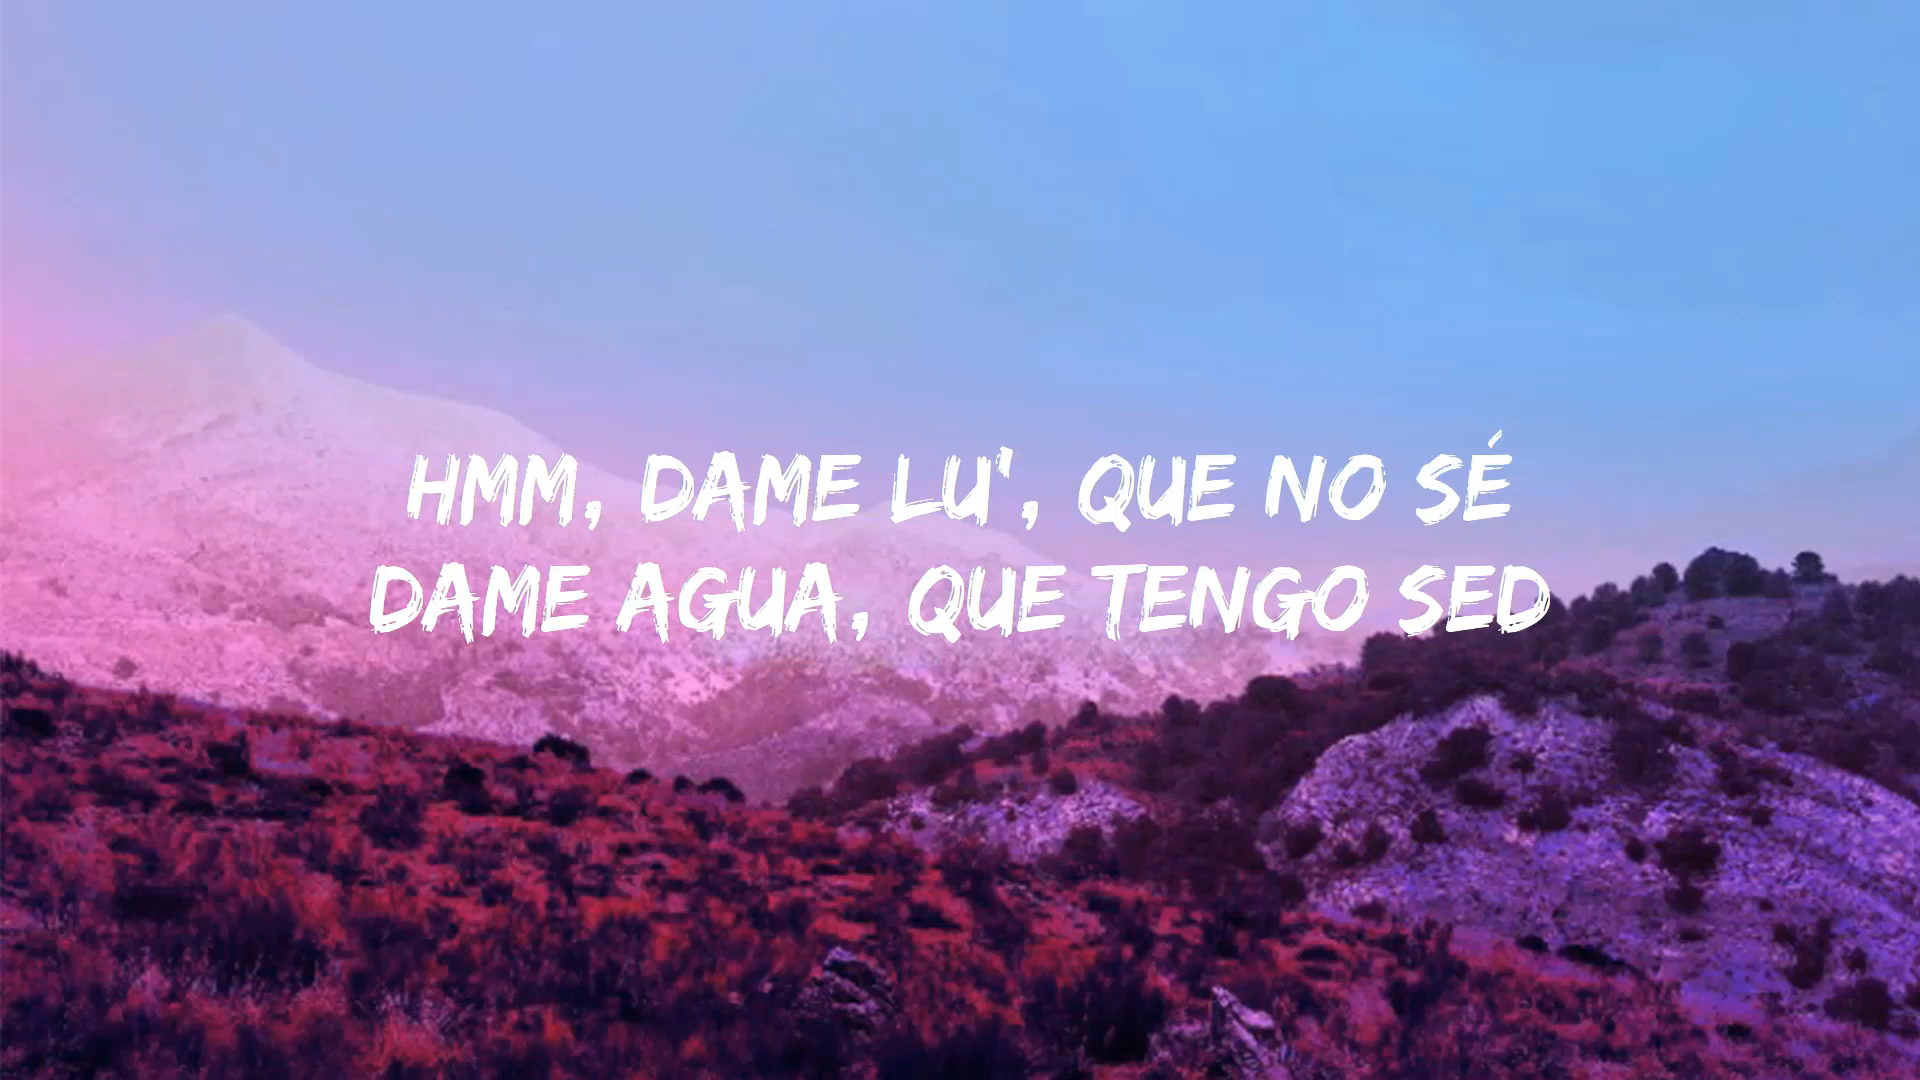 HMM, DAME LU', QUE NO SÉ
DAME AGUA, QUE TENGO SED